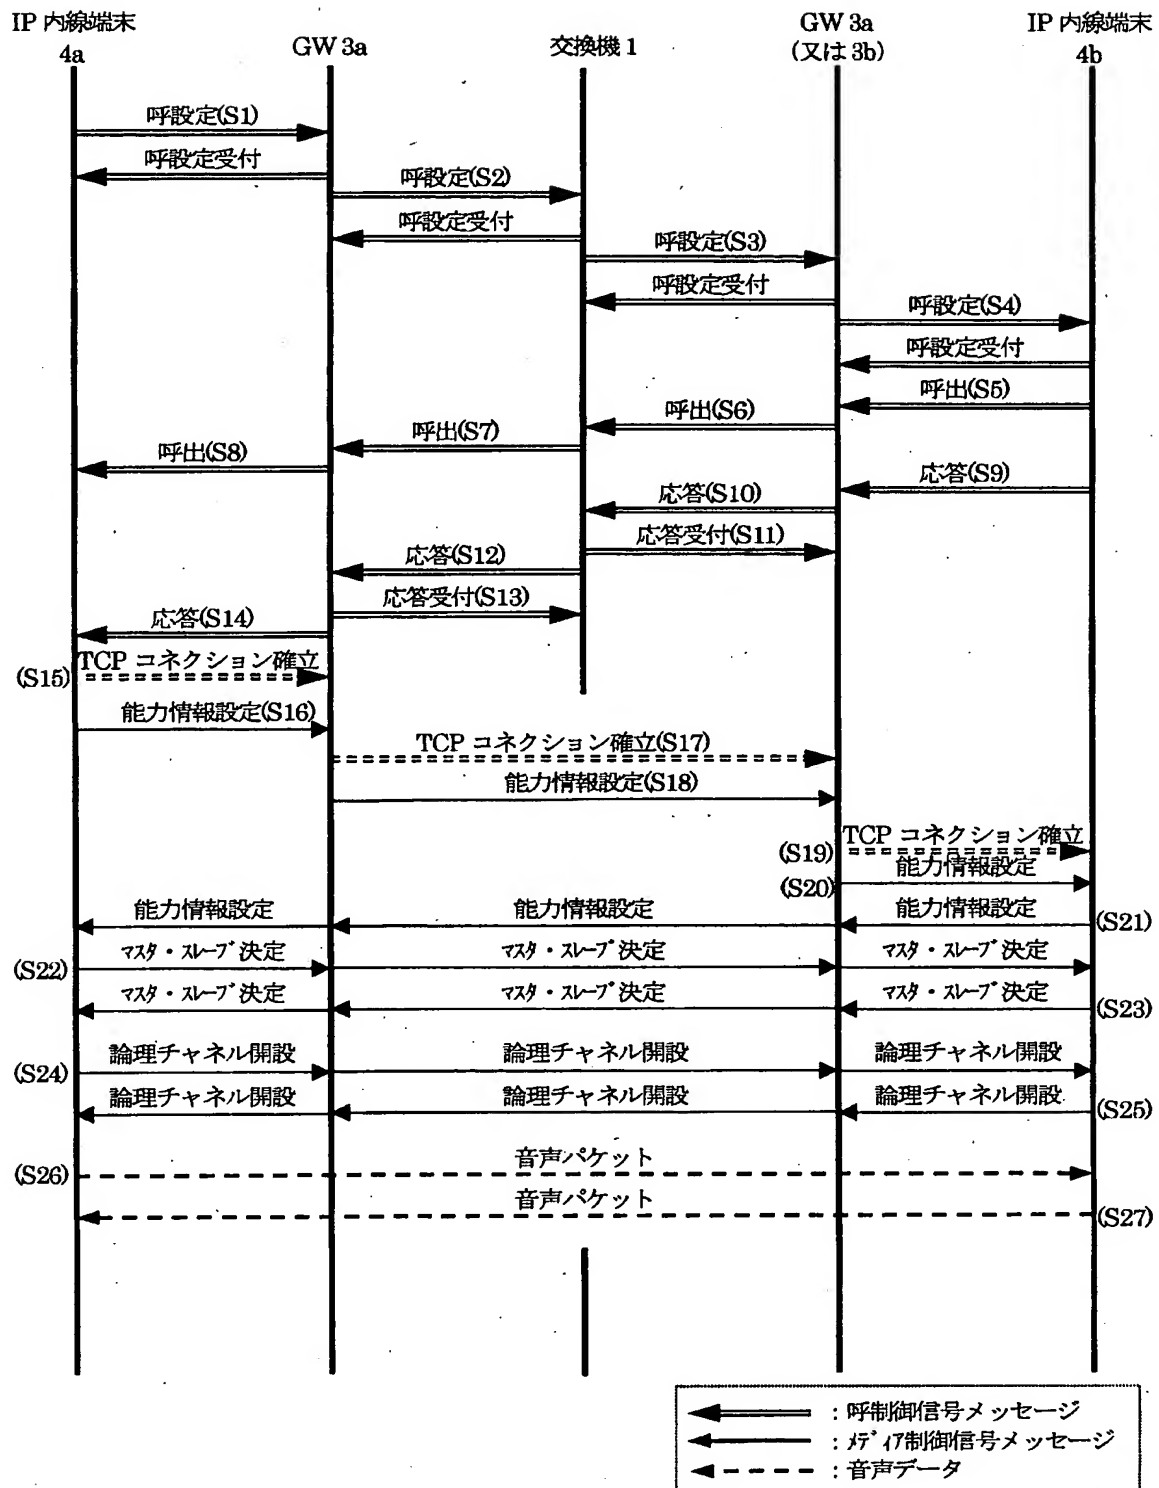 IP 内線端末
4a
GW 3a
交換機 1
GW 3a
(又は 3b)
IP 内線端末
4b
呼設定(S1)
呼設定受付
呼設定(S2)
呼設定受付
呼設定(S3)
呼設定受付
呼設定(S4)
呼設定受付
呼出(S5)
呼出(S6)
呼出(S7)
呼出(S8)
応答(S9)
応答(S10)
応答受付(S11)
応答(S12)
応答受付(S13)
応答(S14)
(S15) TCP コネクション確立
能力情報設定(S16)
TCP コネクション確立(S17)
能力情報設定(S18)
(S19) TCP コネクション確立
(S20) 能力情報設定
能力情報設定 能力情報設定 能力情報設定 (S21)
(S22) マスタ・スレーブ決定 マスタ・スレーブ決定 マスタ・スレーブ決定
マスタ・スレーブ決定 マスタ・スレーブ決定 マスタ・スレーブ決定 (S23)
(S24) 論理チャネル開設 論理チャネル開設 論理チャネル開設
論理チャネル開設 論理チャネル開設 論理チャネル開設 (S25)
(S26) 音声パケット
音声パケット (S27)
: 呼制御信号メッセージ
: メディア制御信号メッセージ
: 音声データ